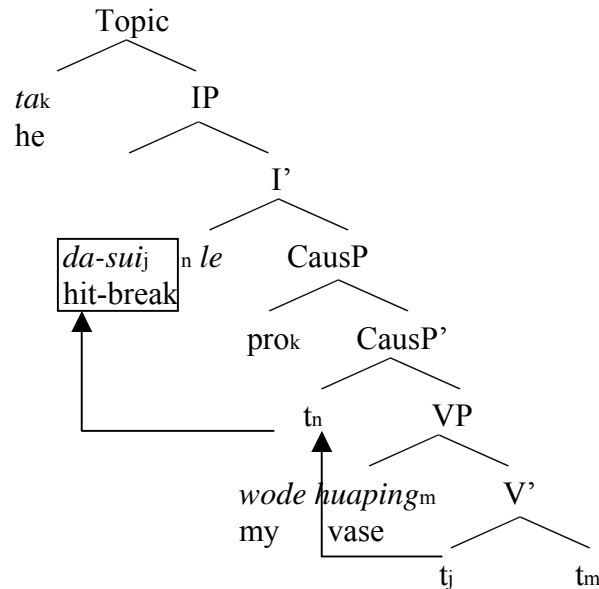 Topic
tak IP
he
I’
da-suij n le CausP
hit-break
prok CausP’
tn VP
wode huapingm V’
my vase
tj tm